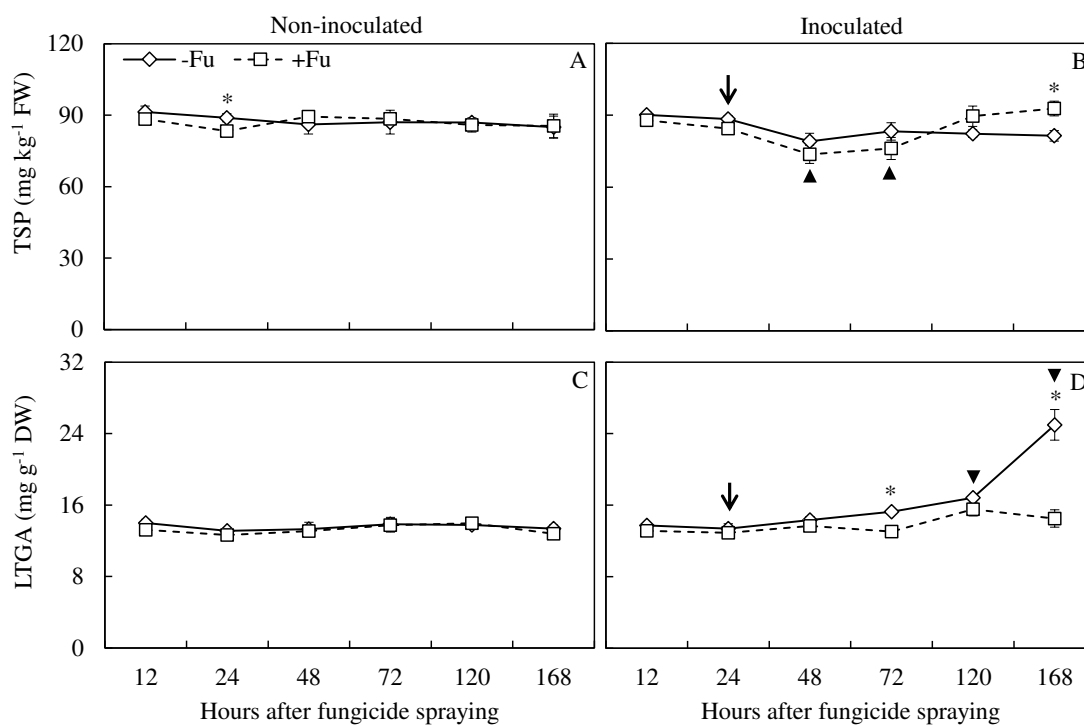 Non-inoculated
Inoculated
120
90
60
30
0
TSP (mg kg⁻¹ FW)
-Fu
+Fu
A
*
B
*
32
24
16
8
0
LTGA (mg g⁻¹ DW)
C
D
*
*
12 24 48 72 120 168
12 24 48 72 120 168
Hours after fungicide spraying
Hours after fungicide spraying